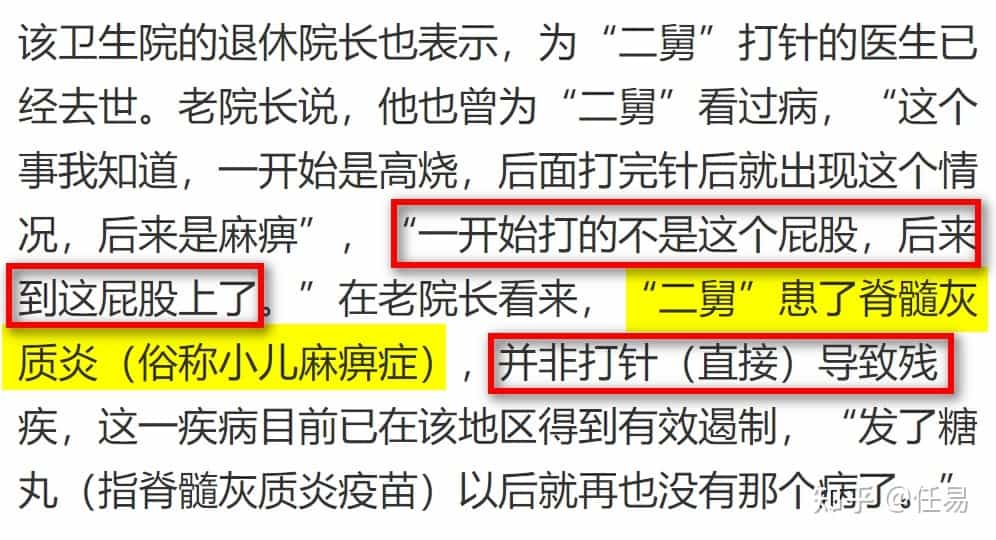 该卫生院的退休院长也表示，为“二舅”打针的医生已
经去世。老院长说，他也曾为“二舅”看过病，“这个
事我知道，一开始是高烧，后面打完针后就出现这个情
况，后来是麻痹”，“一开始打的不是这个屁股，后来
到这屁股上了。”在老院长看来，“二舅”患了脊髓灰
质炎（俗称小儿麻痹症），并非打针（直接）导致残
疾，这一疾病目前已在该地区得到有效遏制，“发了糖
丸（指脊髓灰质炎疫苗）以后就再也没有那个病了。”
知乎 @任易